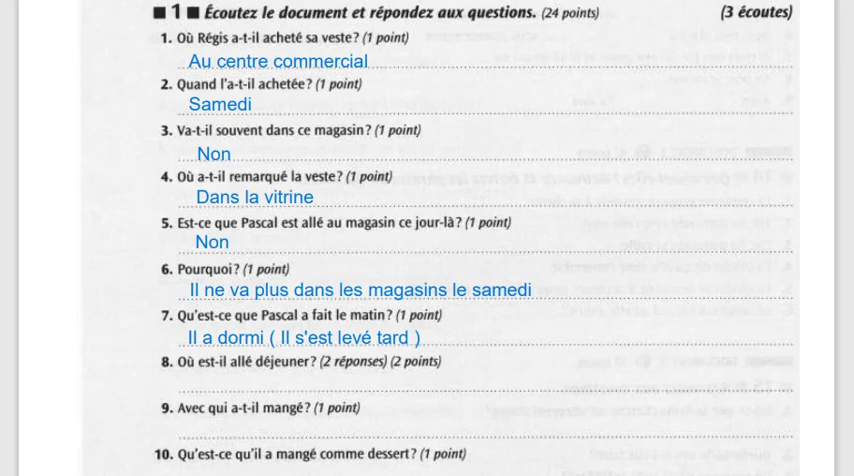 ■ 1 ■ Écoutez le document et répondez aux questions. (24 points) (3 écoutes)
1. Où Régis a-t-il acheté sa veste? (1 point)
Au centre commercial
2. Quand l'a-t-il achetée? (1 point)
Samedi
3. Va-t-il souvent dans ce magasin? (1 point)
Non
4. Où a-t-il remarqué la veste? (1 point)
Dans la vitrine
5. Est-ce que Pascal est allé au magasin ce jour-là? (1 point)
Non
6. Pourquoi? (1 point)
Il ne va plus dans les magasins le samedi
7. Qu'est-ce que Pascal a fait le matin? (1 point)
Il a dormi ( Il s'est levé tard )
8. Où est-il allé déjeuner? (2 réponses) (2 points)
9. Avec qui a-t-il mangé? (1 point)
10. Qu'est-ce qu'il a mangé comme dessert? (1 point)